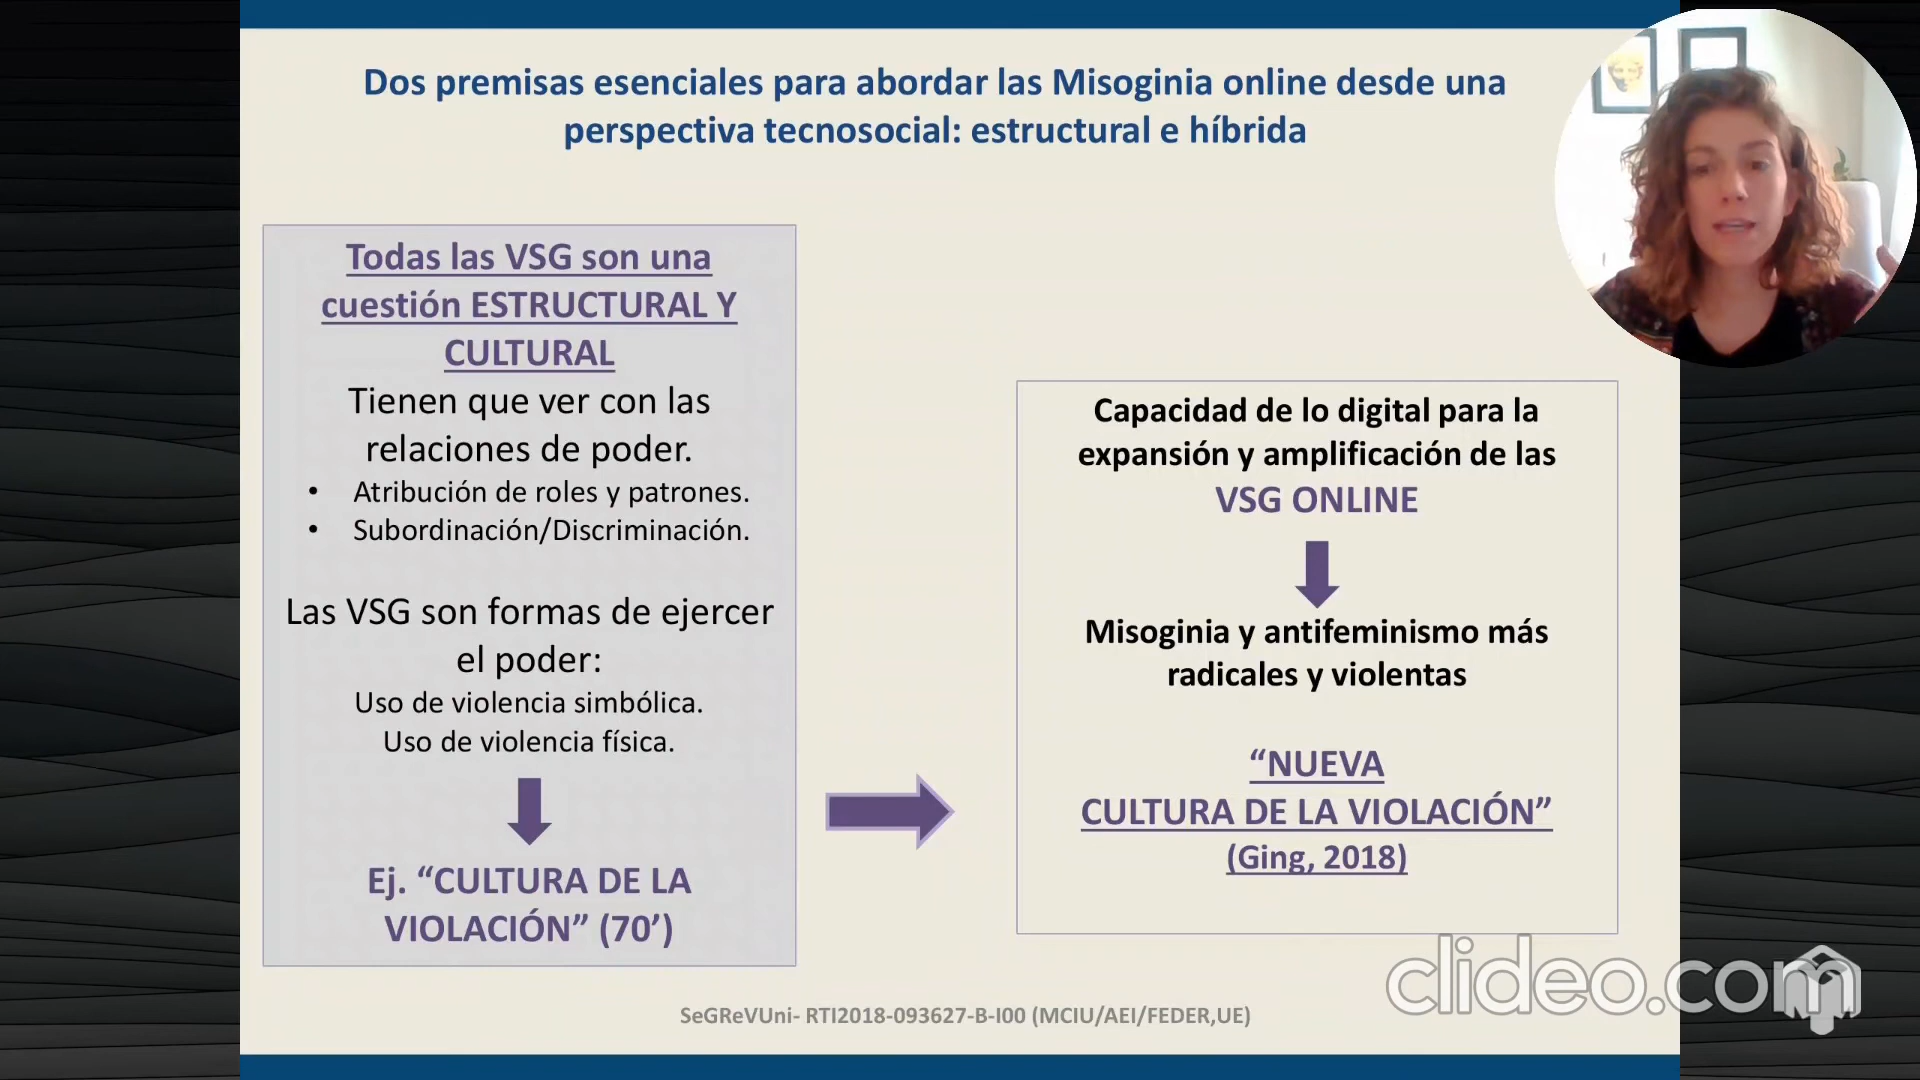 Dos premisas esenciales para abordar las Misoginia online desde una
perspectiva tecnosocial: estructural e híbrida
Todas las VSG son una
cuestión ESTRUCTURAL Y
CULTURAL
Tienen que ver con las
relaciones de poder.
• Atribución de roles y patrones.
• Subordinación/Discriminación.
Las VSG son formas de ejercer
el poder:
Uso de violencia simbólica.
Uso de violencia física.
Ej. “CULTURA DE LA
VIOLACIÓN” (70’)
Capacidad de lo digital para la
expansión y amplificación de las
VSG ONLINE
Misoginia y antifeminismo más
radicales y violentas
“NUEVA
CULTURA DE LA VIOLACIÓN”
(Ging, 2018)
SeGReVUni- RTI2018-093627-B-I00 (MCIU/AEI/FEDER,UE)
clideo.com